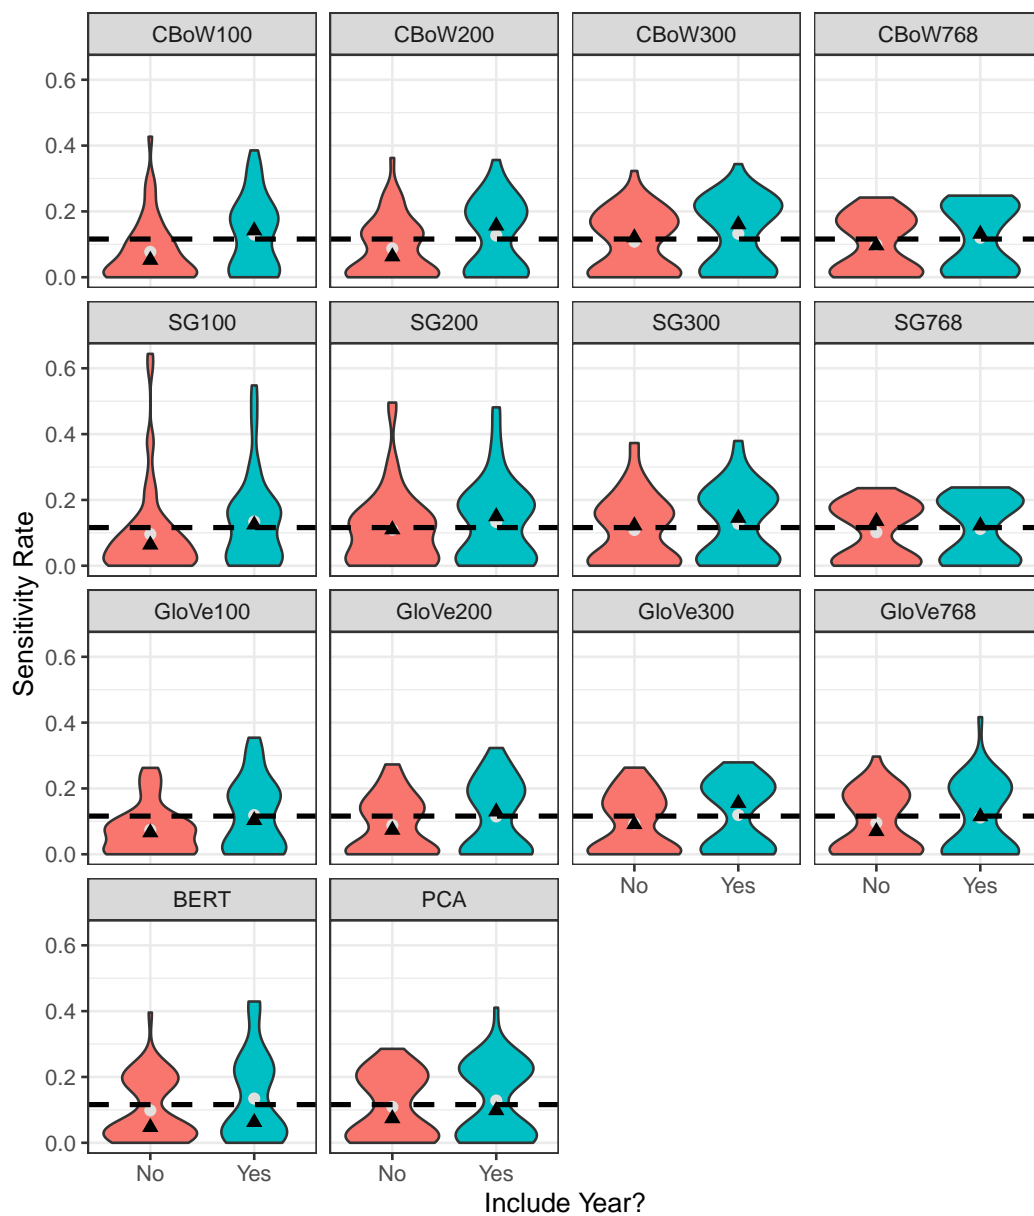 CBoW100 CBoW200 CBoW300 CBoW768
0.6
0.4
0.2
0.0
SG100 SG200 SG300 SG768
0.6
0.4
0.2
0.0
GloVe100 GloVe200 GloVe300 GloVe768
0.6
0.4
0.2
0.0
No Yes No Yes
BERT PCA
0.6
0.4
0.2
0.0
No Yes No Yes
Sensitivity Rate
Include Year?